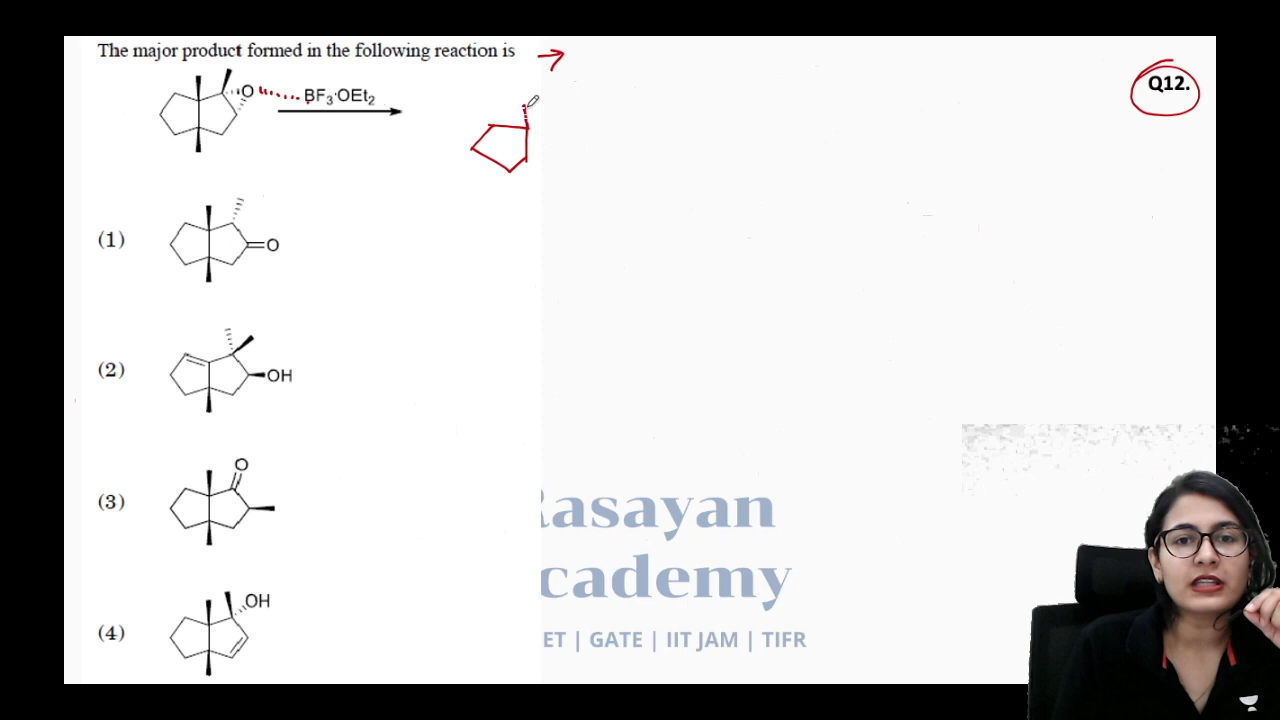 The major product formed in the following reaction is
Q12.
O
BF3·OEt2
(1)
O
(2)
OH
(3)
O
(4)
OH
Rasayan
cademy
ET | GATE | IIT JAM | TIFR